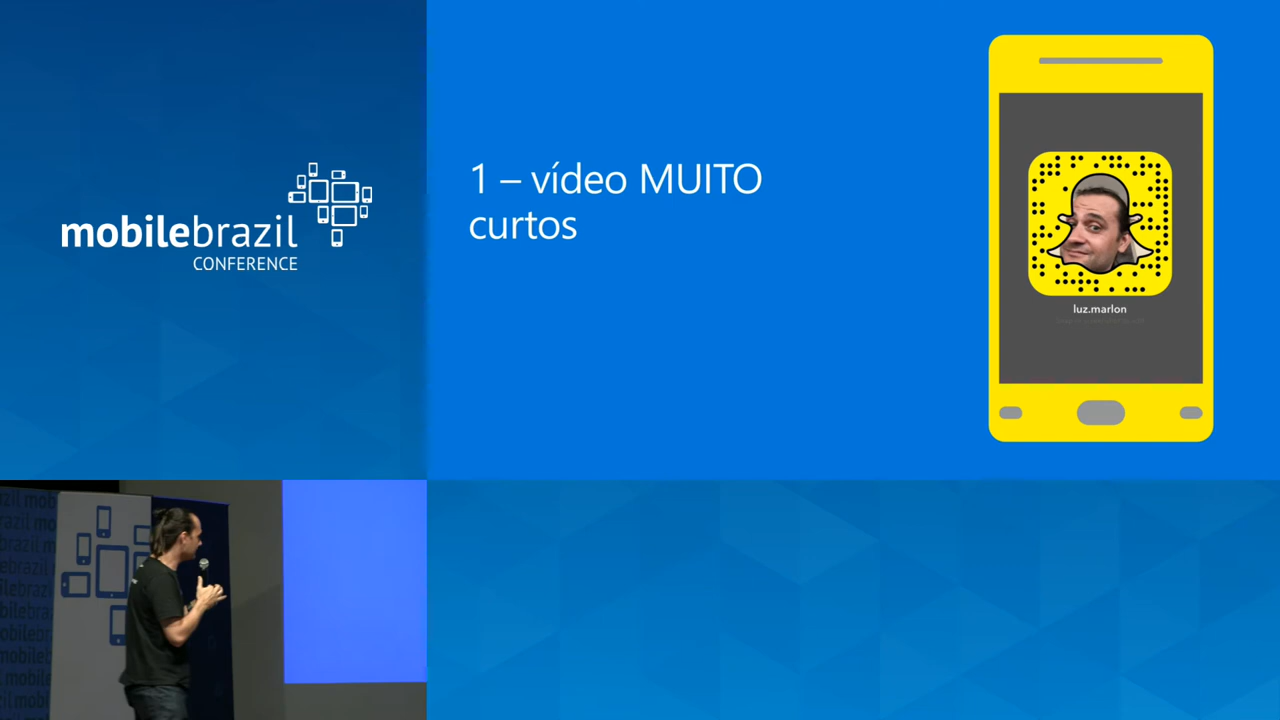 mobilebrazil
CONFERENCE
1 – vídeo MUITO
curtos
luz.marlon